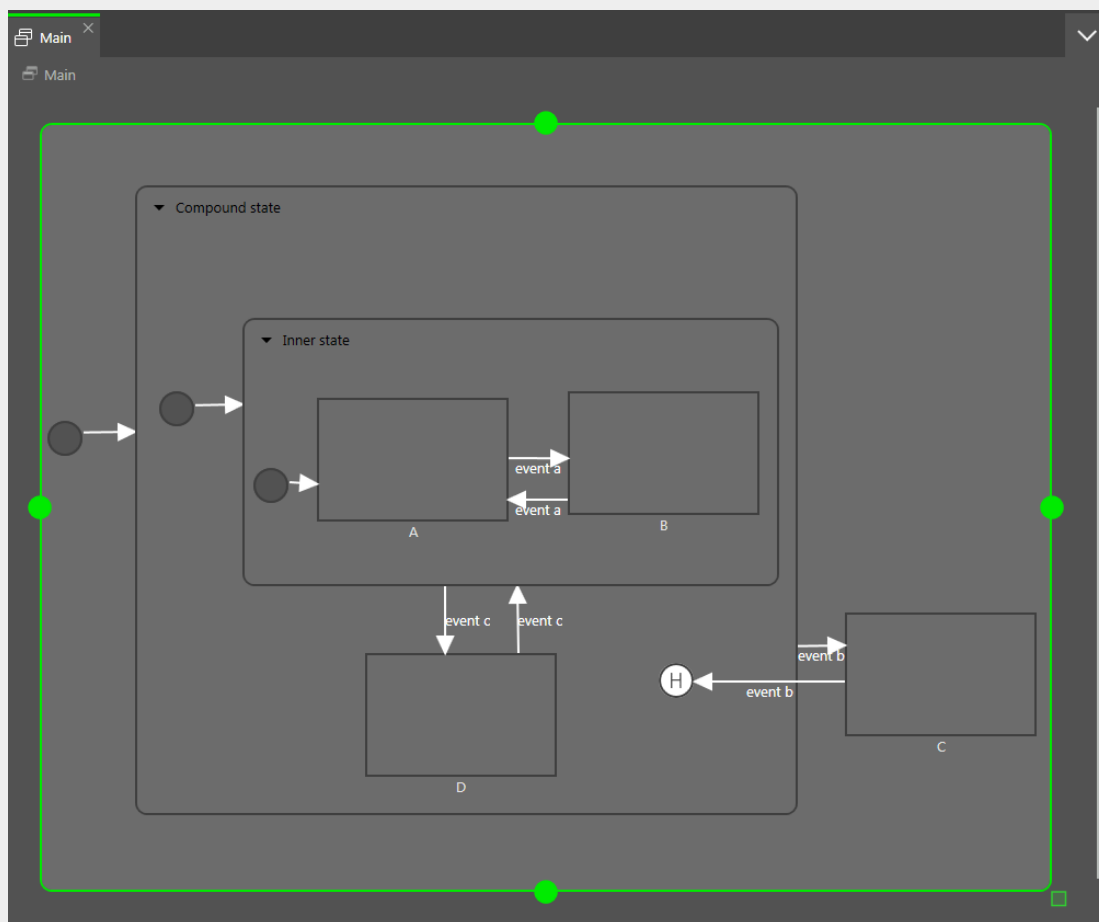 Main
Main
Compound state
Inner state
event a
event a
A
B
event c
event c
event b
H
event b
C
D